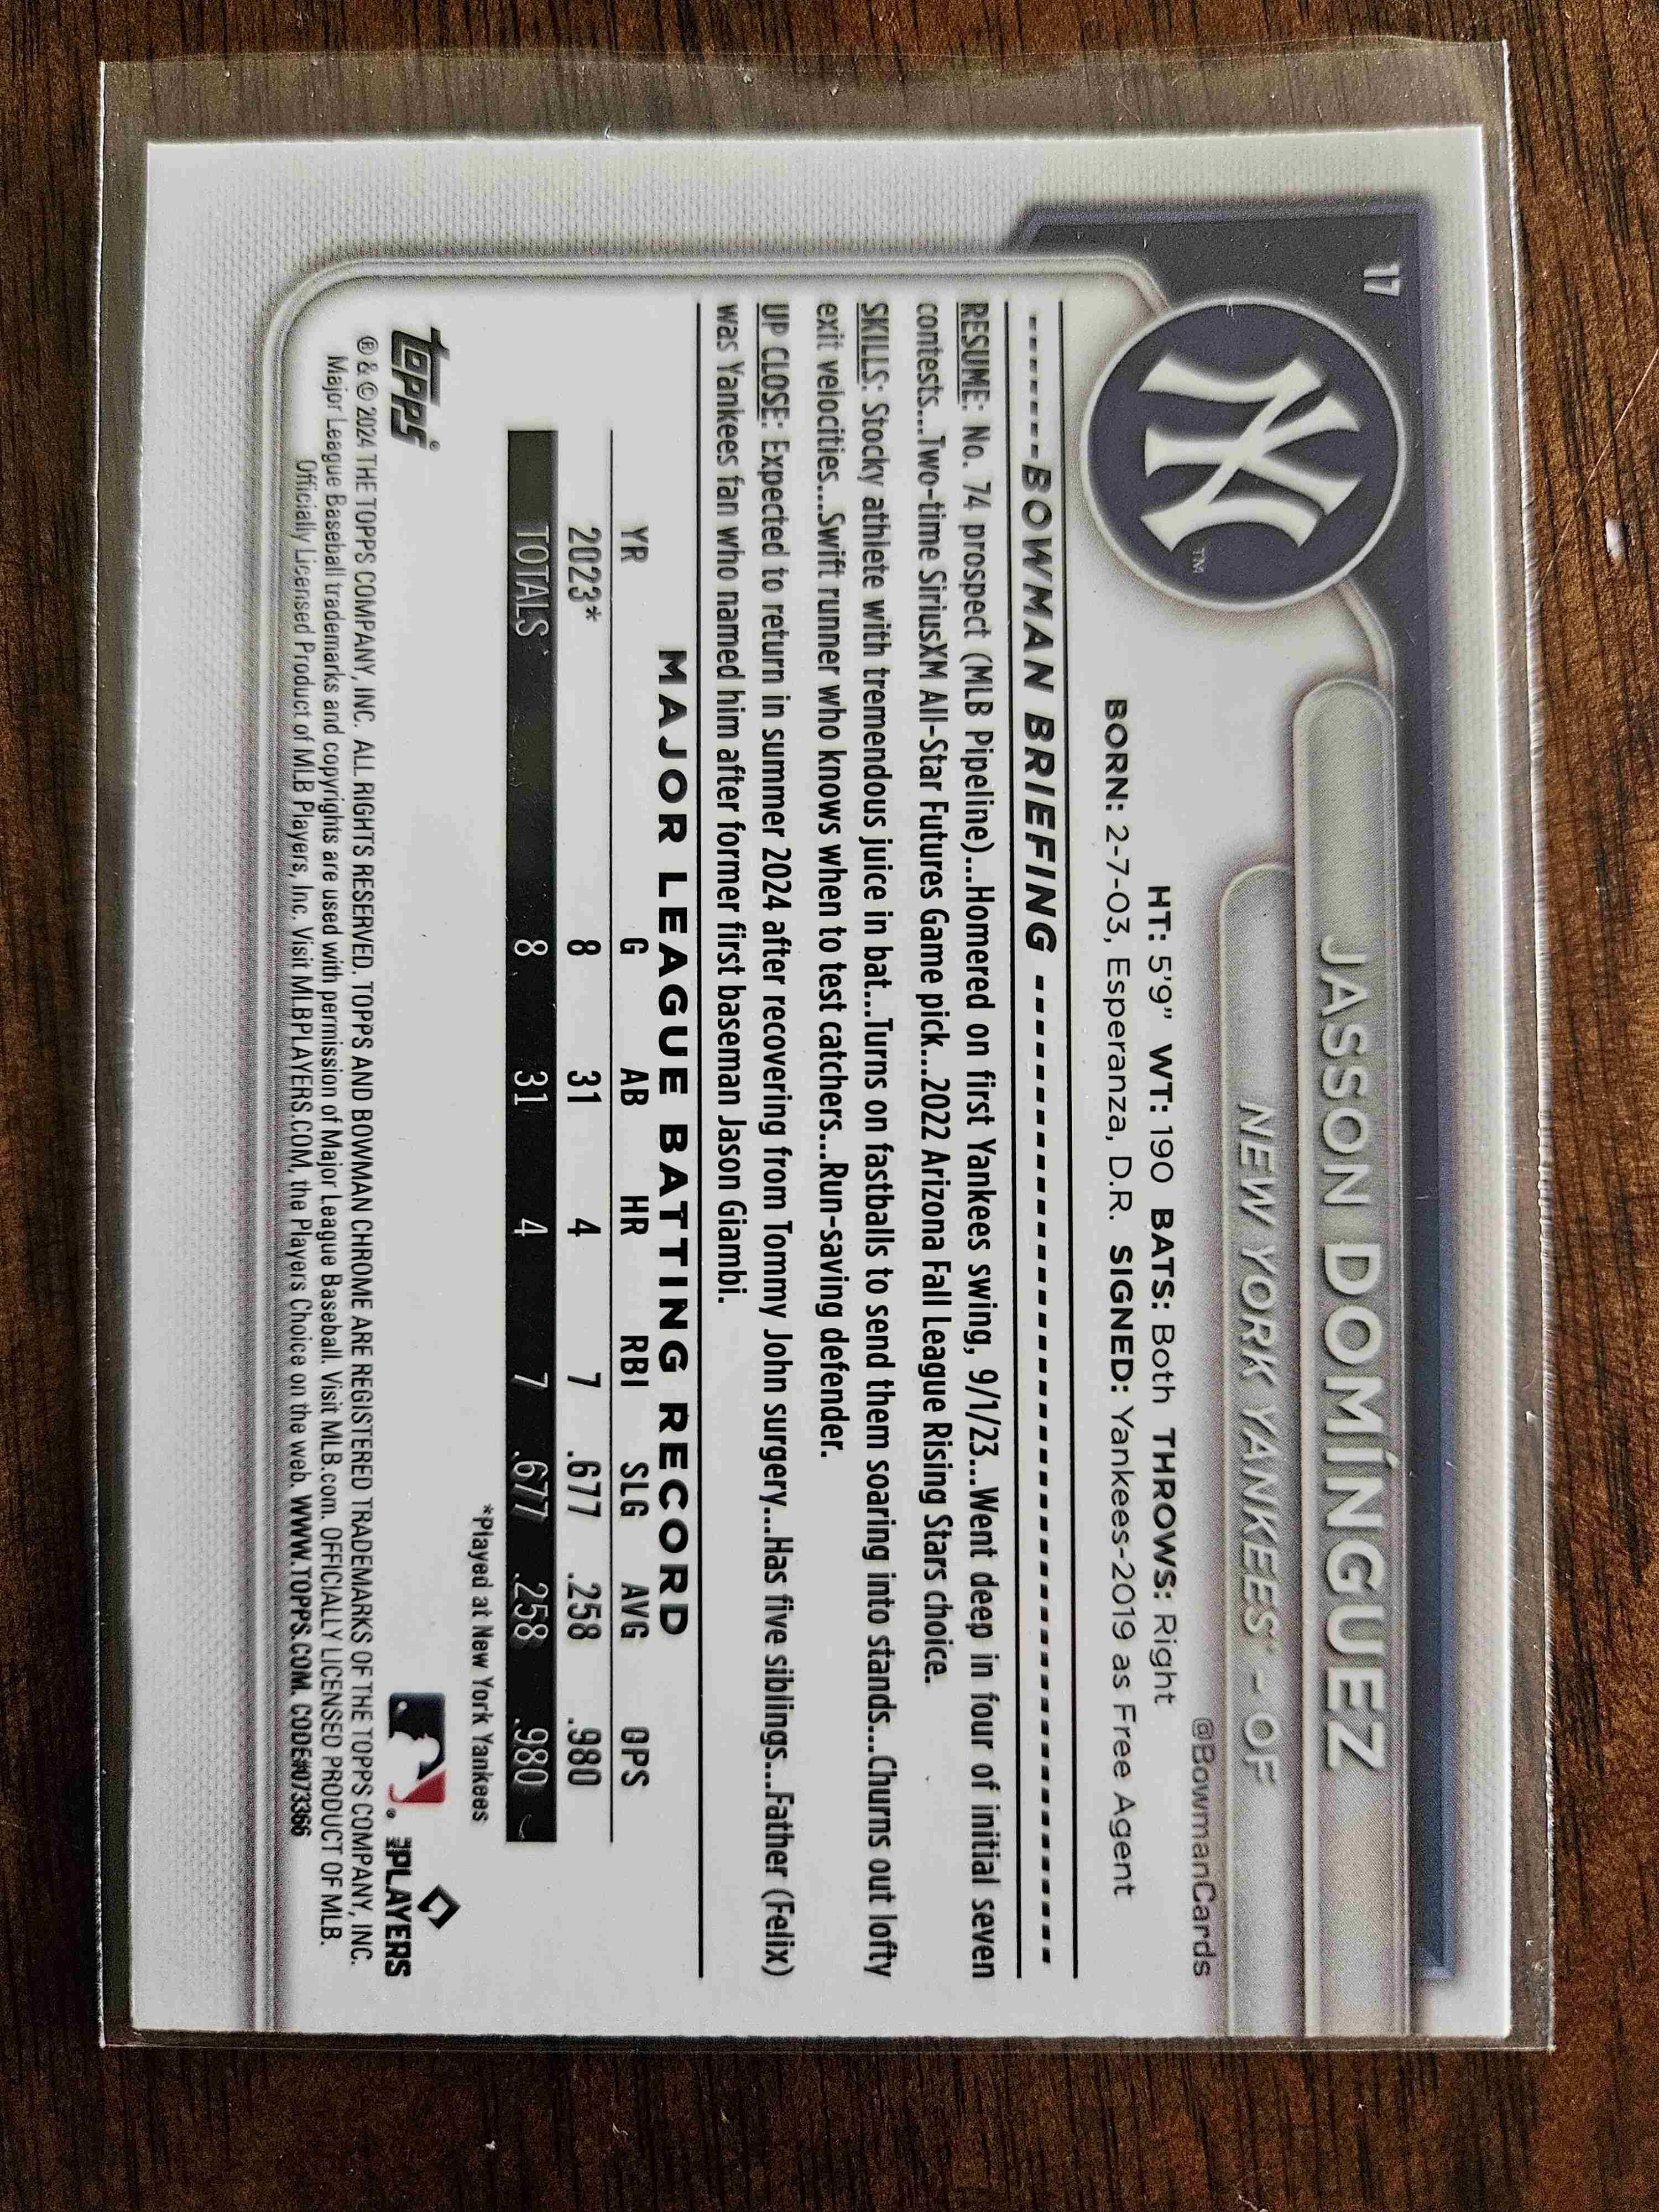 17
JASSON DOMÍNGUEZ
NEW YORK YANKEES® - OF
@BowmanCards
HT: 5'9” WT: 190 BATS: Both THROWS: Right
BORN: 2-7-03, Esperanza, D.R. SIGNED: Yankees-2019 as Free Agent
NY
TM
------BOWMAN BRIEFING ------------------------------------------
RESUME: No. 74 prospect (MLB Pipeline)...Homered on first Yankees swing, 9/1/23...Went deep in four of initial seven
contests...Two-time SiriusXM All-Star Futures Game pick...2022 Arizona Fall League Rising Stars choice.
SKILLS: Stocky athlete with tremendous juice in bat...Turns on fastballs to send them soaring into stands...Churns out lofty
exit velocities...Swift runner who knows when to test catchers...Run-saving defender.
UP CLOSE: Expected to return in summer 2024 after recovering from Tommy John surgery...Has five siblings...Father (Felix)
was Yankees fan who named him after former first baseman Jason Giambi.
MAJOR LEAGUE BATTING RECORD
YR G AB HR RBI SLG AVG OPS
2023* 8 31 4 7 .677 .258 .980
TOTALS 8 31 4 7 .677 .258 .980
*Played at New York Yankees
topps®
® MLB PLAYERS
® & © 2024 THE TOPPS COMPANY, INC. ALL RIGHTS RESERVED. TOPPS AND BOWMAN CHROME ARE REGISTERED TRADEMARKS OF THE TOPPS COMPANY, INC.
Major League Baseball trademarks and copyrights are used with permission of Major League Baseball. Visit MLB.com. OFFICIALLY LICENSED PRODUCT OF MLB.
Officially Licensed Product of MLB Players, Inc. Visit MLBPLAYERS.COM, the Players Choice on the web. WWW.TOPPS.COM. CODE#073366